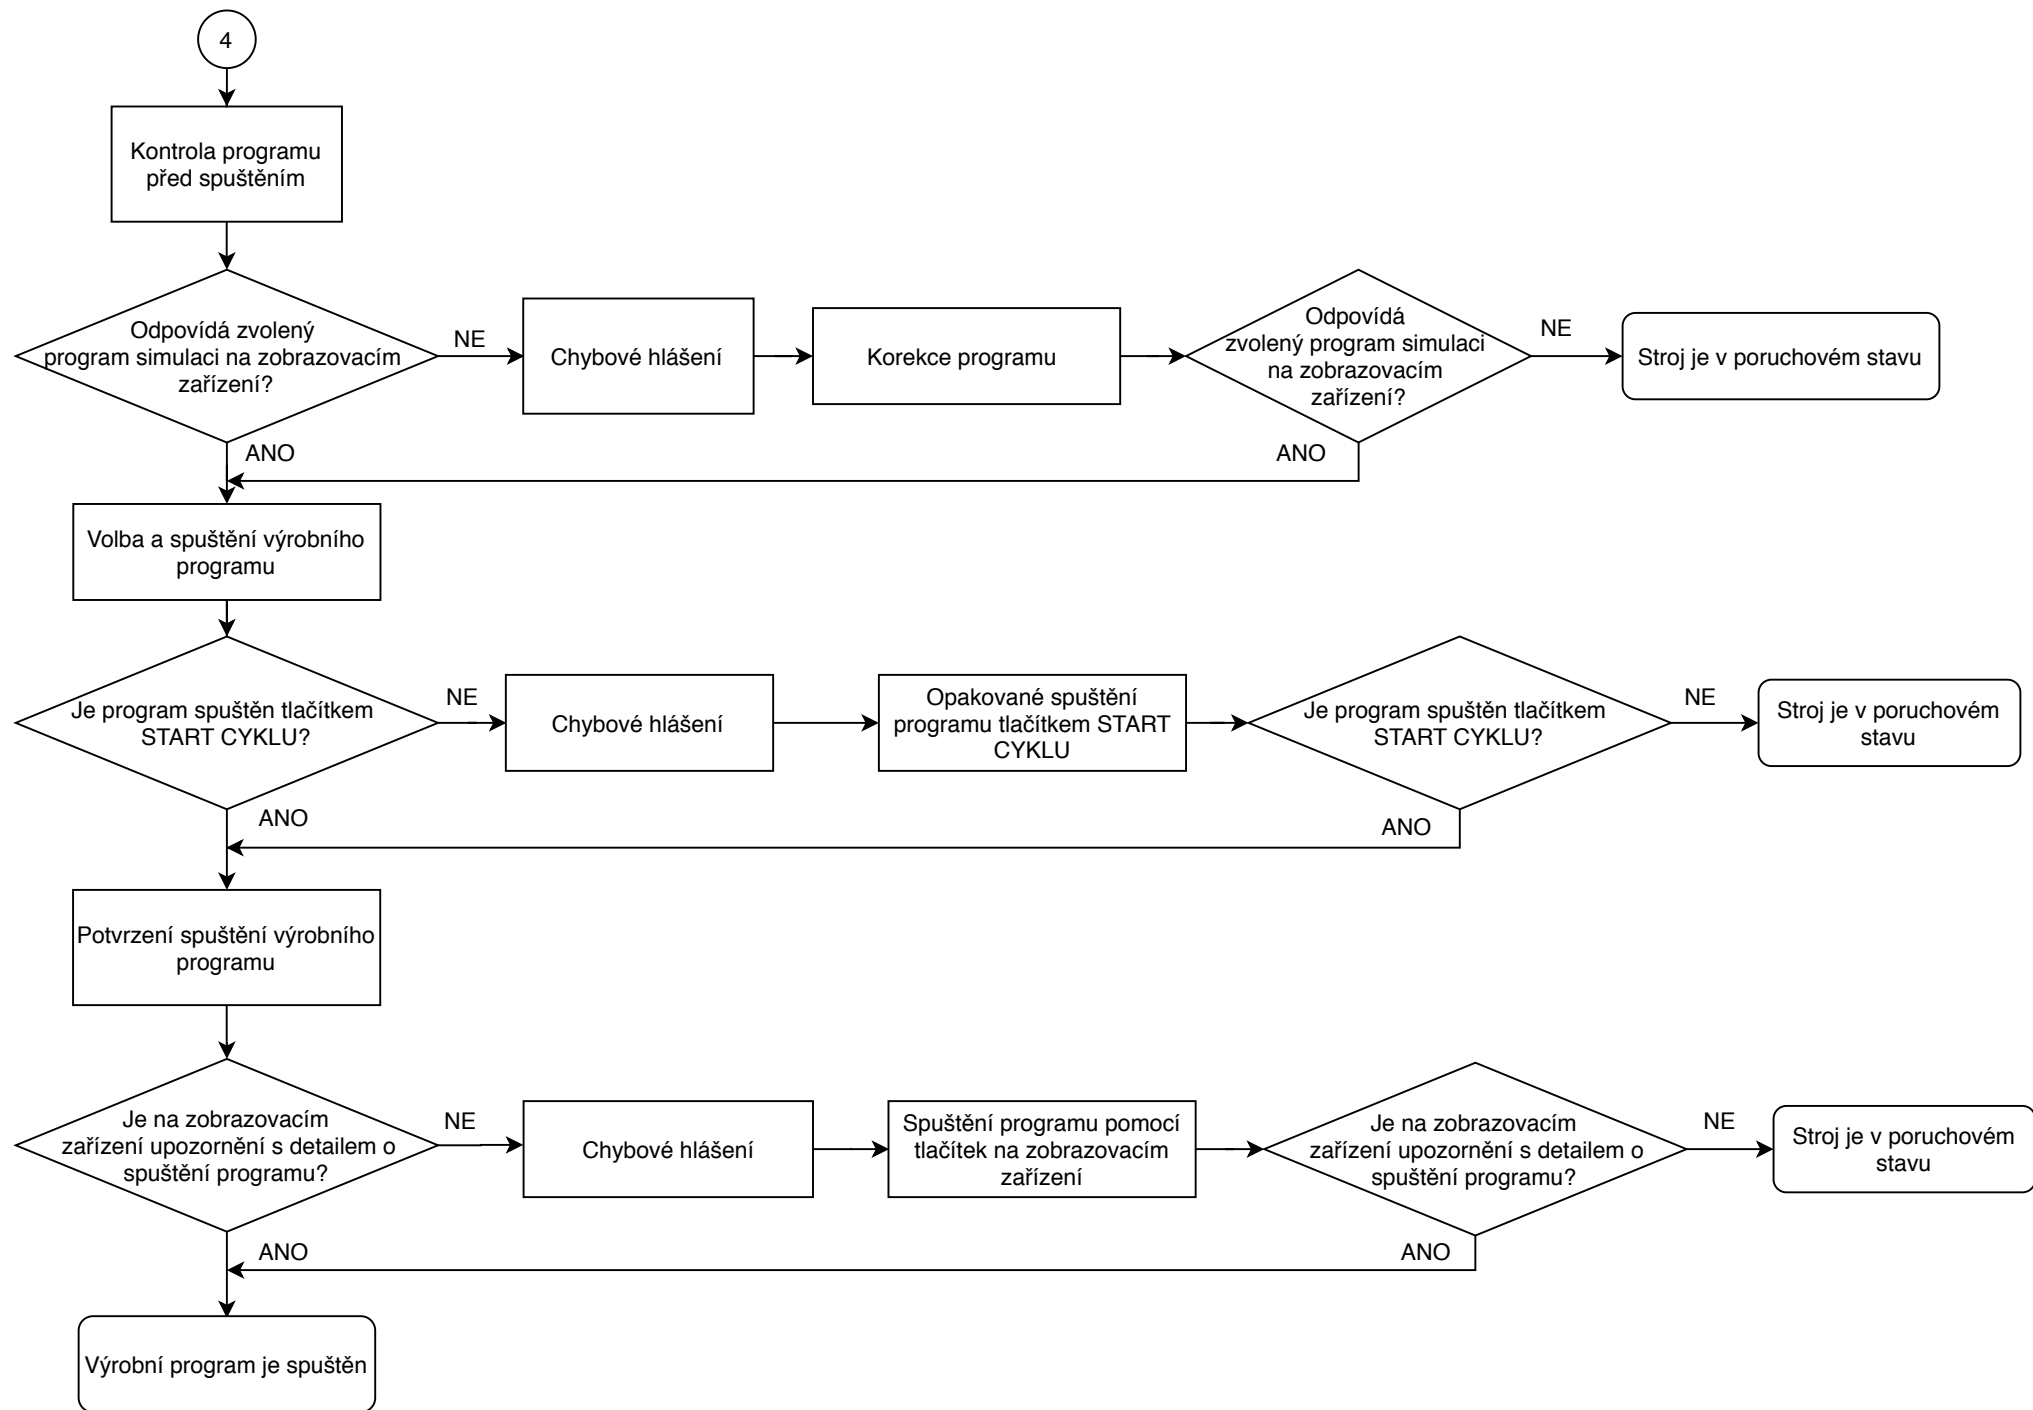 4
Kontrola programu
před spuštěním
Odpovídá zvolený
program simulaci na zobrazovacím
zařízení?
NE
Chybové hlášení
Korekce programu
Odpovídá
zvolený program simulaci
na zobrazovacím
zařízení?
NE
Stroj je v poruchovém stavu
ANO
ANO
Volba a spuštění výrobního
programu
Je program spuštěn tlačítkem
START CYKLU?
NE
Chybové hlášení
Opakované spuštění
programu tlačítkem START
CYKLU
Je program spuštěn tlačítkem
START CYKLU?
NE
Stroj je v poruchovém
stavu
ANO
ANO
Potvrzení spuštění výrobního
programu
Je na zobrazovacím
zařízení upozornění s detailem o
spuštění programu?
NE
Chybové hlášení
Spuštění programu pomocí
tlačítek na zobrazovacím
zařízení
Je na zobrazovacím
zařízení upozornění s detailem o
spuštění programu?
NE
Stroj je v poruchovém
stavu
ANO
ANO
Výrobní program je spuštěn